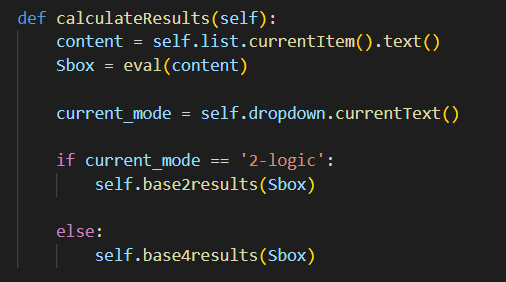 def calculateResults(self):
    content = self.list.currentItem().text()
    Sbox = eval(content)
    current_mode = self.dropdown.currentText()
    if current_mode == '2-logic':
        self.base2results(Sbox)
    else:
        self.base4results(Sbox)